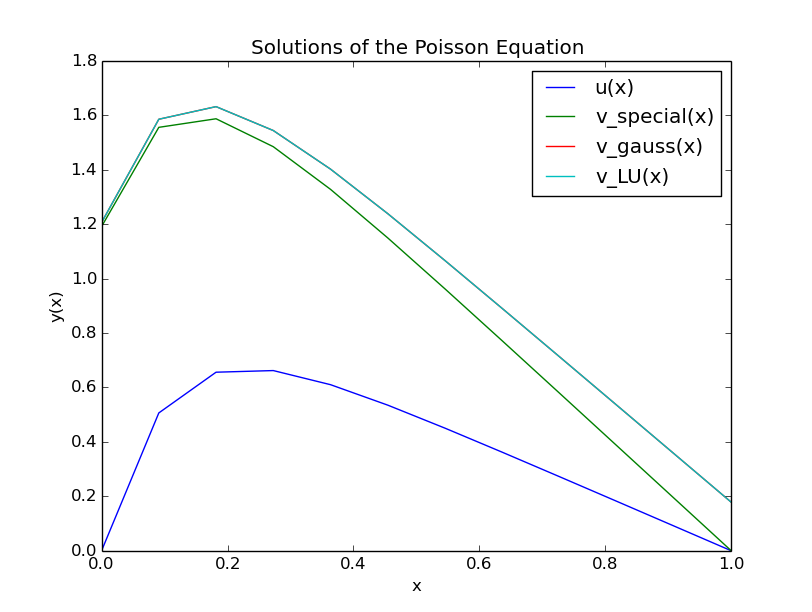 Solutions of the Poisson Equation
u(x)
v_special(x)
v_gauss(x)
v_LU(x)
y(x)
1.8
1.6
1.4
1.2
1.0
0.8
0.6
0.4
0.2
0.0
0.0 0.2 0.4 0.6 0.8 1.0
x